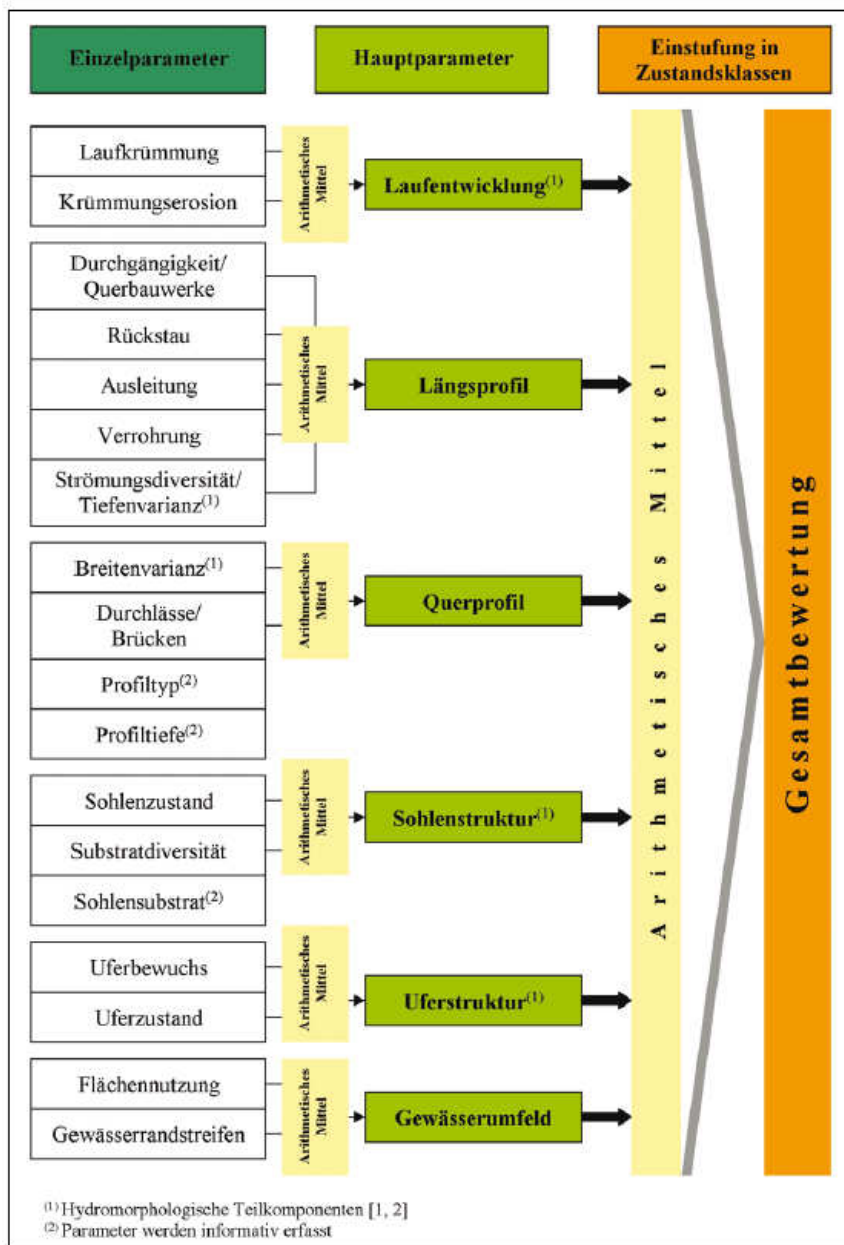 Einzelparameter
Hauptparameter
Einstufung in
Zustandsklassen
Laufkrümmung
Krümmungserosion
Arithmetisches
Mittel
Laufentwicklung(1)
Durchgängigkeit/
Querbauwerke
Rückstau
Ausleitung
Verrohrung
Strömungsdiversität/
Tiefenvarianz(1)
Arithmetisches
Mittel
Längsprofil
Breitenvarianz(1)
Durchlässe/
Brücken
Profiltyp(2)
Profiltiefe(2)
Arithmetisches
Mittel
Querprofil
Sohlenzustand
Substratdiversität
Sohlensubstrat(2)
Arithmetisches
Mittel
Sohlenstruktur(1)
Uferbewuchs
Uferzustand
Arithmetisches
Mittel
Uferstruktur(1)
Flächennutzung
Gewässerrandstreifen
Arithmetisches
Mittel
Gewässerumfeld
Arithmetisches Mittel
Gesamtbewertung
(1) Hydromorphologische Teilkomponenten [1, 2]
(2) Parameter werden informativ erfasst